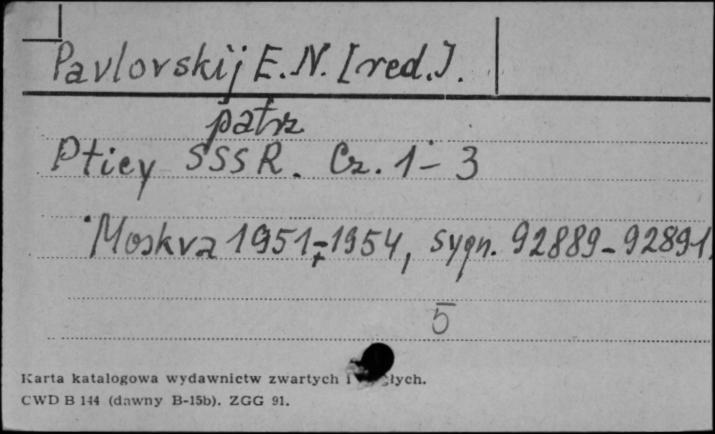 Pavlovskij E. N. [red.].
patrz
Pticy SSSR. Cz. 1-3
Moskva 1951-1954, sygn. 92889-92891.
5
Karta katalogowa wydawnictw zwartych i
CWD B 144 (dawny B-15b). ZGG 91.